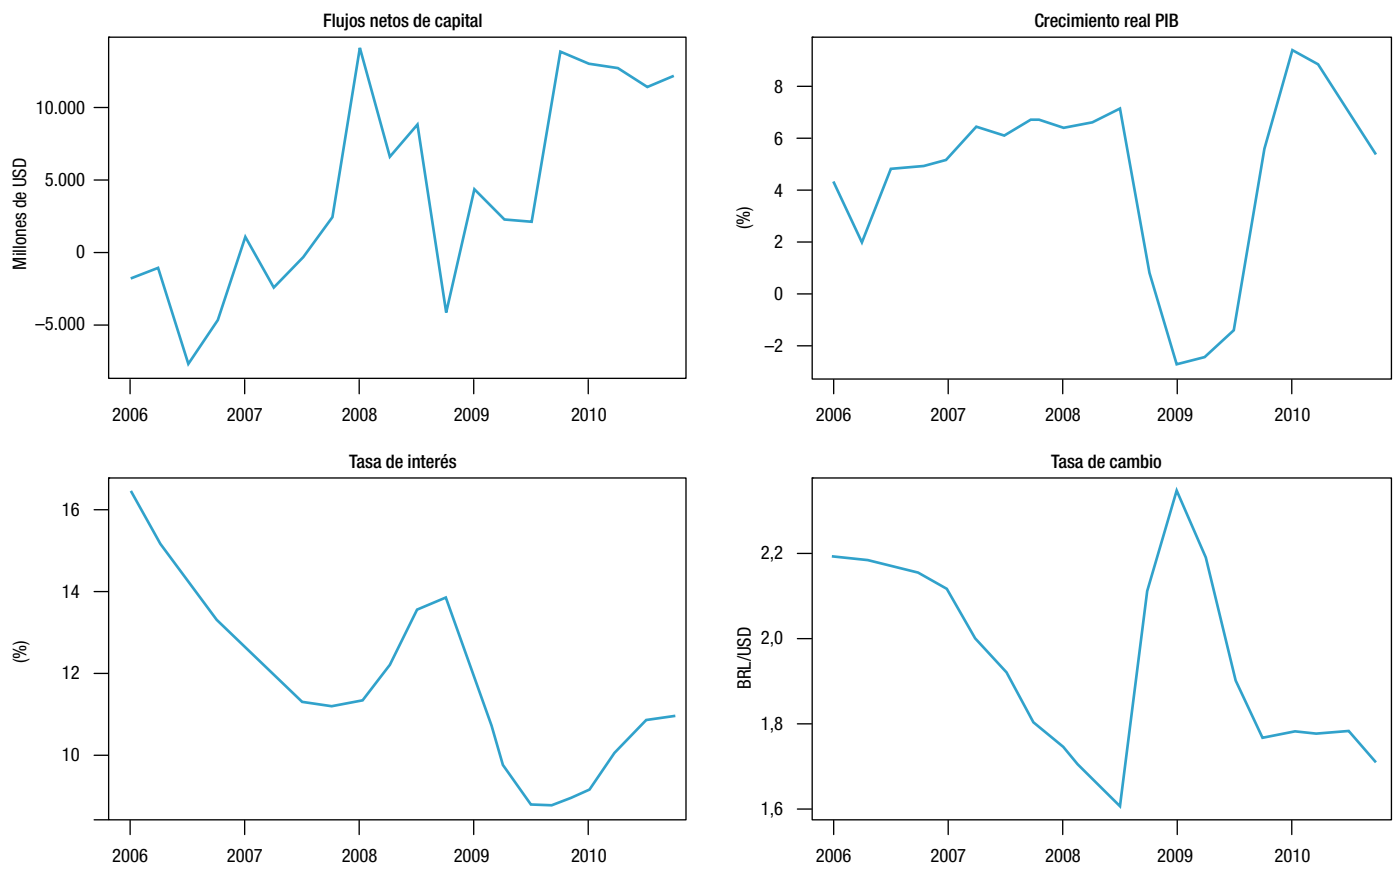 Flujos netos de capital
Millones de USD
10.000
5.000
0
–5.000
2006 2007 2008 2009 2010
Crecimiento real PIB
(%)
8
6
4
2
0
–2
2006 2007 2008 2009 2010
Tasa de interés
(%)
16
14
12
10
2006 2007 2008 2009 2010
Tasa de cambio
BRL/USD
2,2
2,0
1,8
1,6
2006 2007 2008 2009 2010